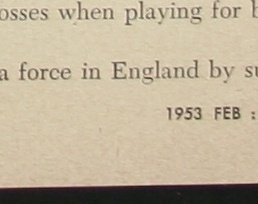 osses when playing for
a force in England by
1953 FEB :